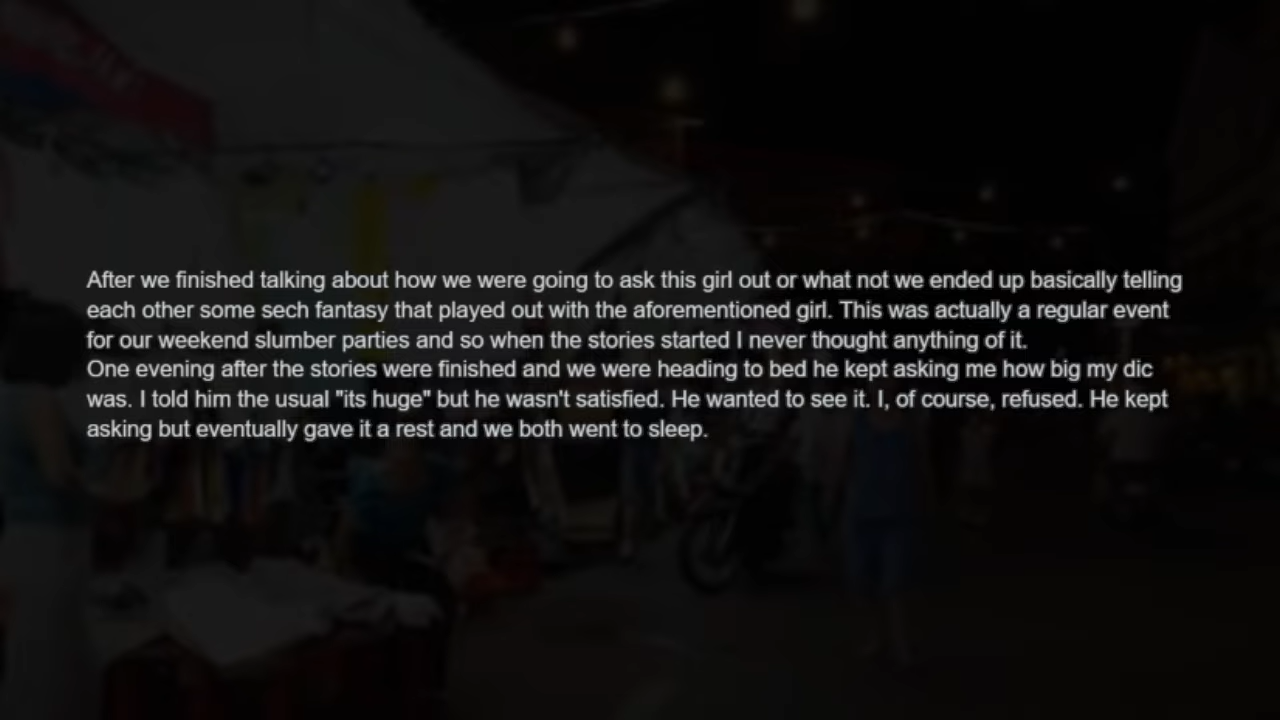 After we finished talking about how we were going to ask this girl out or what not we ended up basically telling
each other some sech fantasy that played out with the aforementioned girl. This was actually a regular event
for our weekend slumber parties and so when the stories started I never thought anything of it.
One evening after the stories were finished and we were heading to bed he kept asking me how big my dic
was. I told him the usual "its huge" but he wasn't satisfied. He wanted to see it. I, of course, refused. He kept
asking but eventually gave it a rest and we both went to sleep.